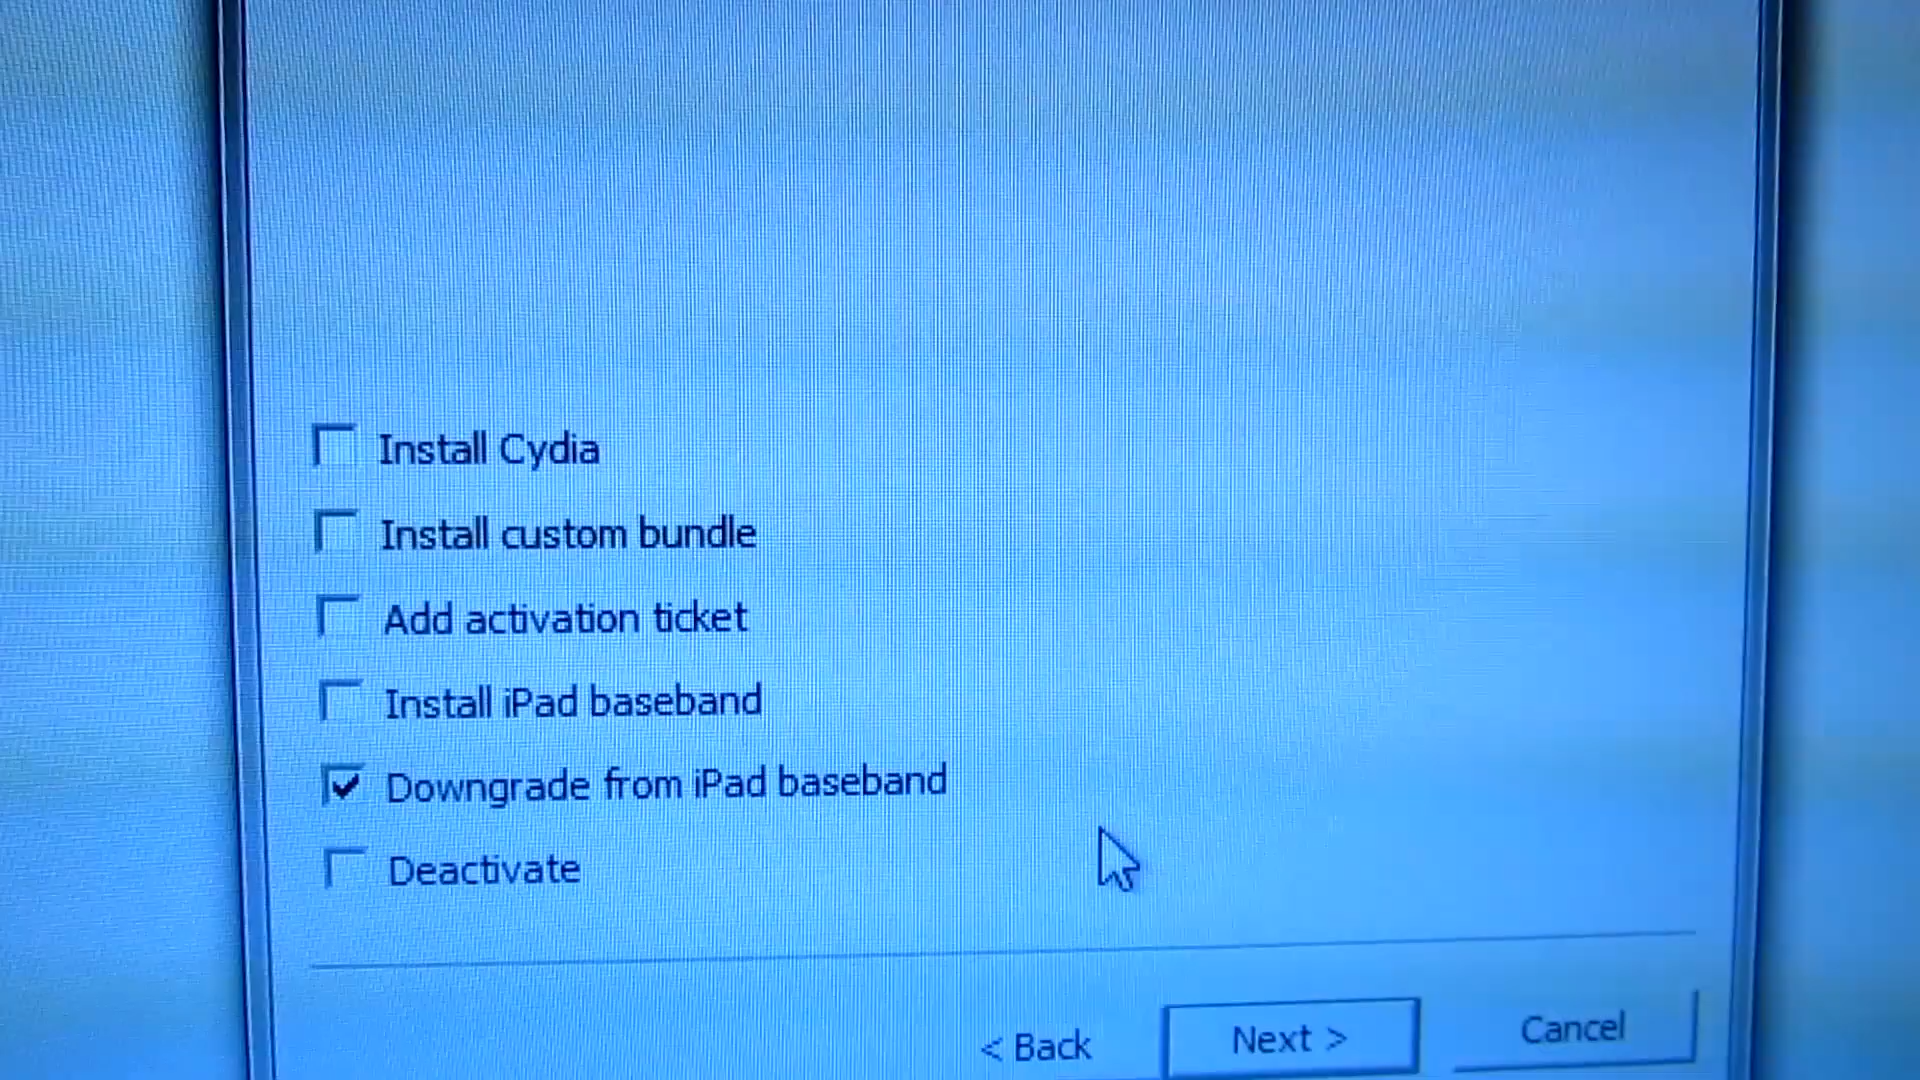 Install Cydia
Install custom bundle
Add activation ticket
Install iPad baseband
Downgrade from iPad baseband
Deactivate
< Back Next > Cancel